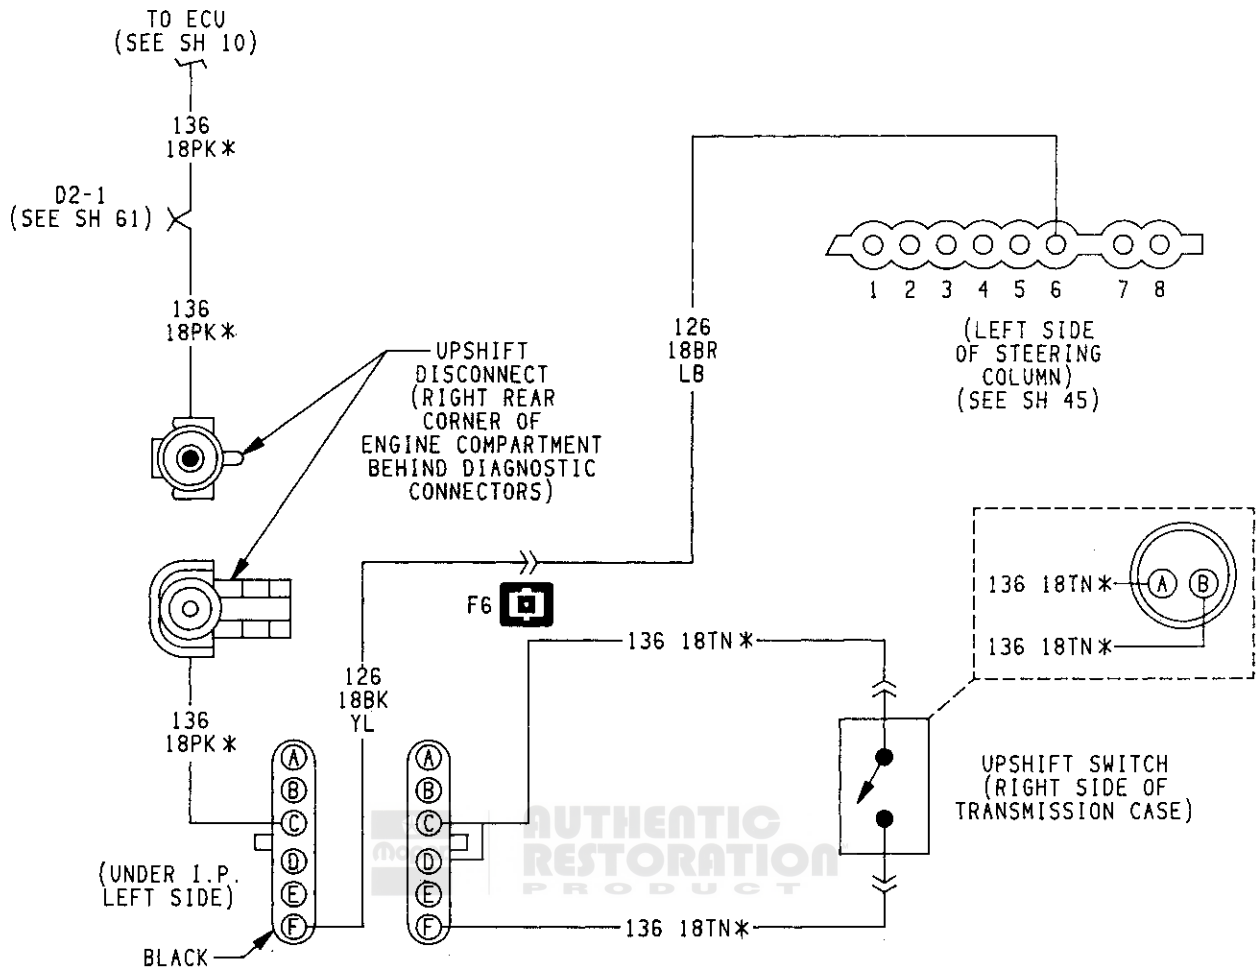 TO ECU
(SEE SH 10)
136
18PK*
D2-1
(SEE SH 61)
136
18PK*
UPSHIFT
DISCONNECT
(RIGHT REAR
CORNER OF
ENGINE COMPARTMENT
BEHIND DIAGNOSTIC
CONNECTORS)
126
18BR
LB
1 2 3 4 5 6 7 8
(LEFT SIDE
OF STEERING
COLUMN)
(SEE SH 45)
F6
136 18TN*
A B
136 18TN*
136 18TN*
126
18BK
YL
136
18PK*
A
B
C
D
E
F
A
B
C
D
E
F
UPSHIFT SWITCH
(RIGHT SIDE OF
TRANSMISSION CASE)
(UNDER I.P.
LEFT SIDE)
BLACK
136 18TN*
AUTHENTIC
RESTORATION
PRODUCT